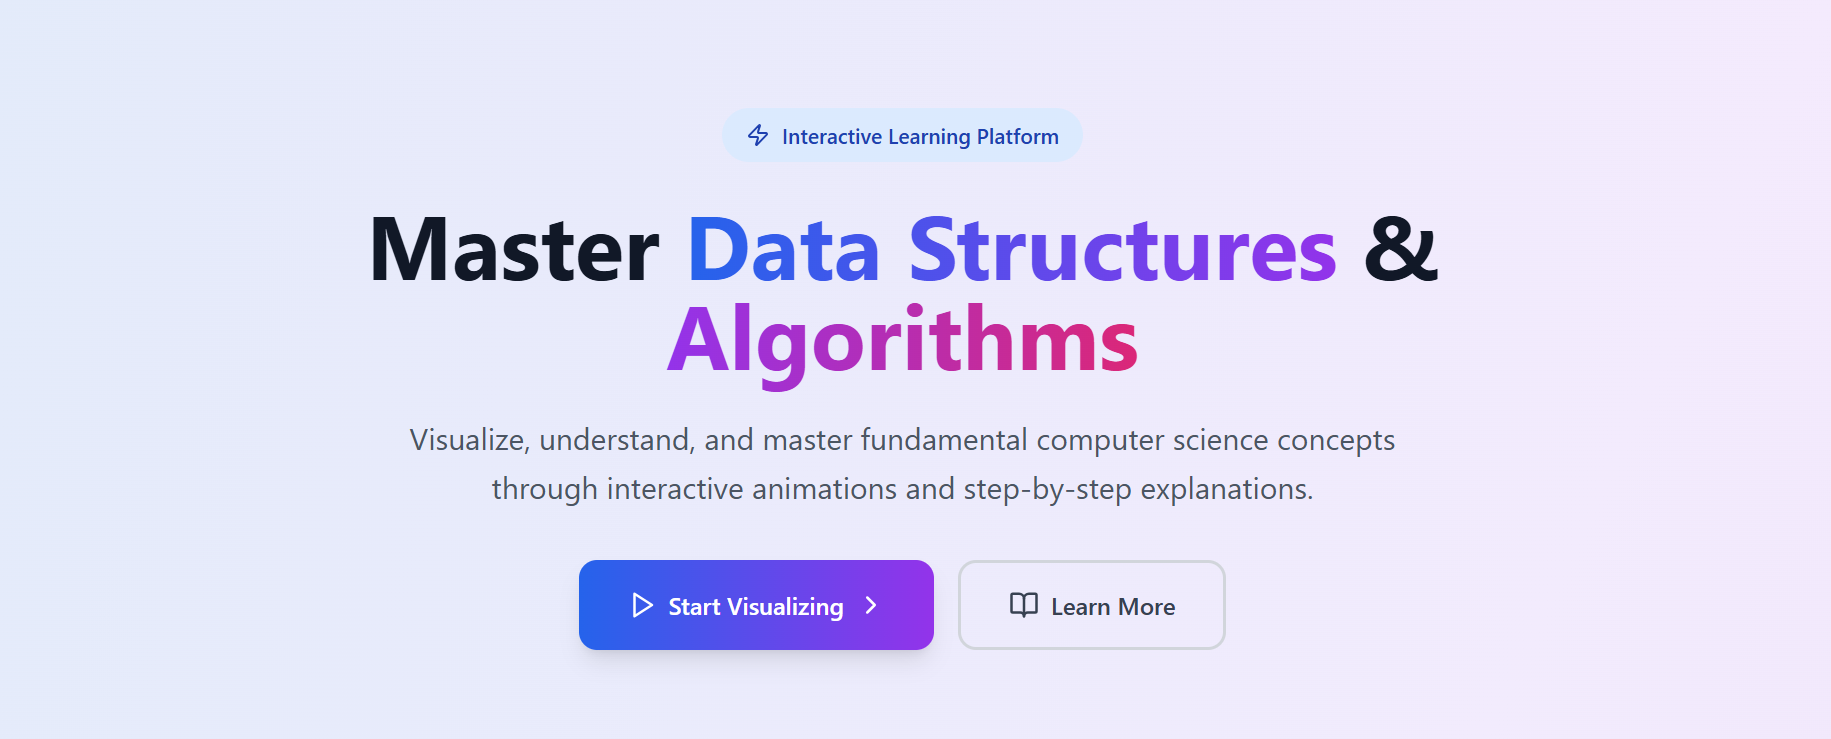 Interactive Learning Platform
Master Data Structures &
Algorithms
Visualize, understand, and master fundamental computer science concepts
through interactive animations and step-by-step explanations.
Start Visualizing
Learn More